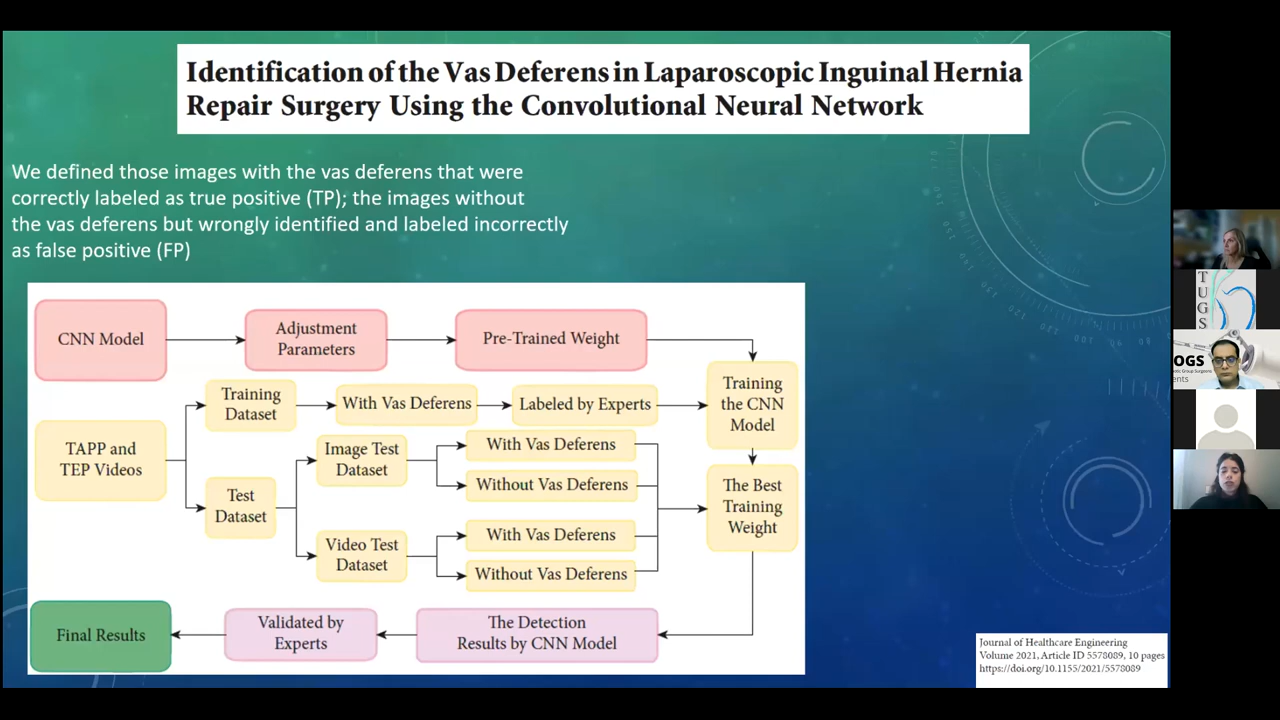 Identification of the Vas Deferens in Laparoscopic Inguinal Hernia
Repair Surgery Using the Convolutional Neural Network
We defined those images with the vas deferens that were
correctly labeled as true positive (TP); the images without
the vas deferens but wrongly identified and labeled incorrectly
as false positive (FP)
CNN Model
Adjustment
Parameters
Pre-Trained Weight
Training
the CNN
Model
Training
Dataset
With Vas Deferens
Labeled by Experts
TAPP and
TEP Videos
Image Test
Dataset
With Vas Deferens
Without Vas Deferens
Test
Dataset
The Best
Training
Weight
Video Test
Dataset
With Vas Deferens
Without Vas Deferens
Final Results
Validated by
Experts
The Detection
Results by CNN Model
Journal of Healthcare Engineering
Volume 2021, Article ID 5578089, 10 pages
https://doi.org/10.1155/2021/5578089
T
U
G
S
OGS